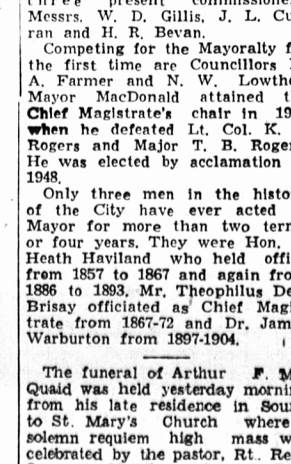 three present commissioner
Messrs. W. D. Gillis, J. L. Cu
ran and H. R. Bevan.
Competing for the Mayoralty f
the first time are Councillors
A. Farmer and N. W. Lowthe
Mayor MacDonald attained t
Chief Magistrate's chair in 19
when he defeated Lt. Col. K.
Rogers and Major T. B. Roger
He was elected by acclamation
1948.
Only three men in the histo
of the City have ever acted
Mayor for more than two terr
or four years. They were Hon.
Heath Haviland who held offi
from 1857 to 1867 and again fro
1886 to 1893, Mr. Theophilus De
Brisay officiated as Chief Magi
trate from 1867-72 and Dr. Jam
Warburton from 1897-1904.
The funeral of Arthur F. M
Quaid was held yesterday mornin
from his late residence in Sou
to St. Mary's Church where
solemn requiem high mass w
celebrated by the pastor, Rt. Re